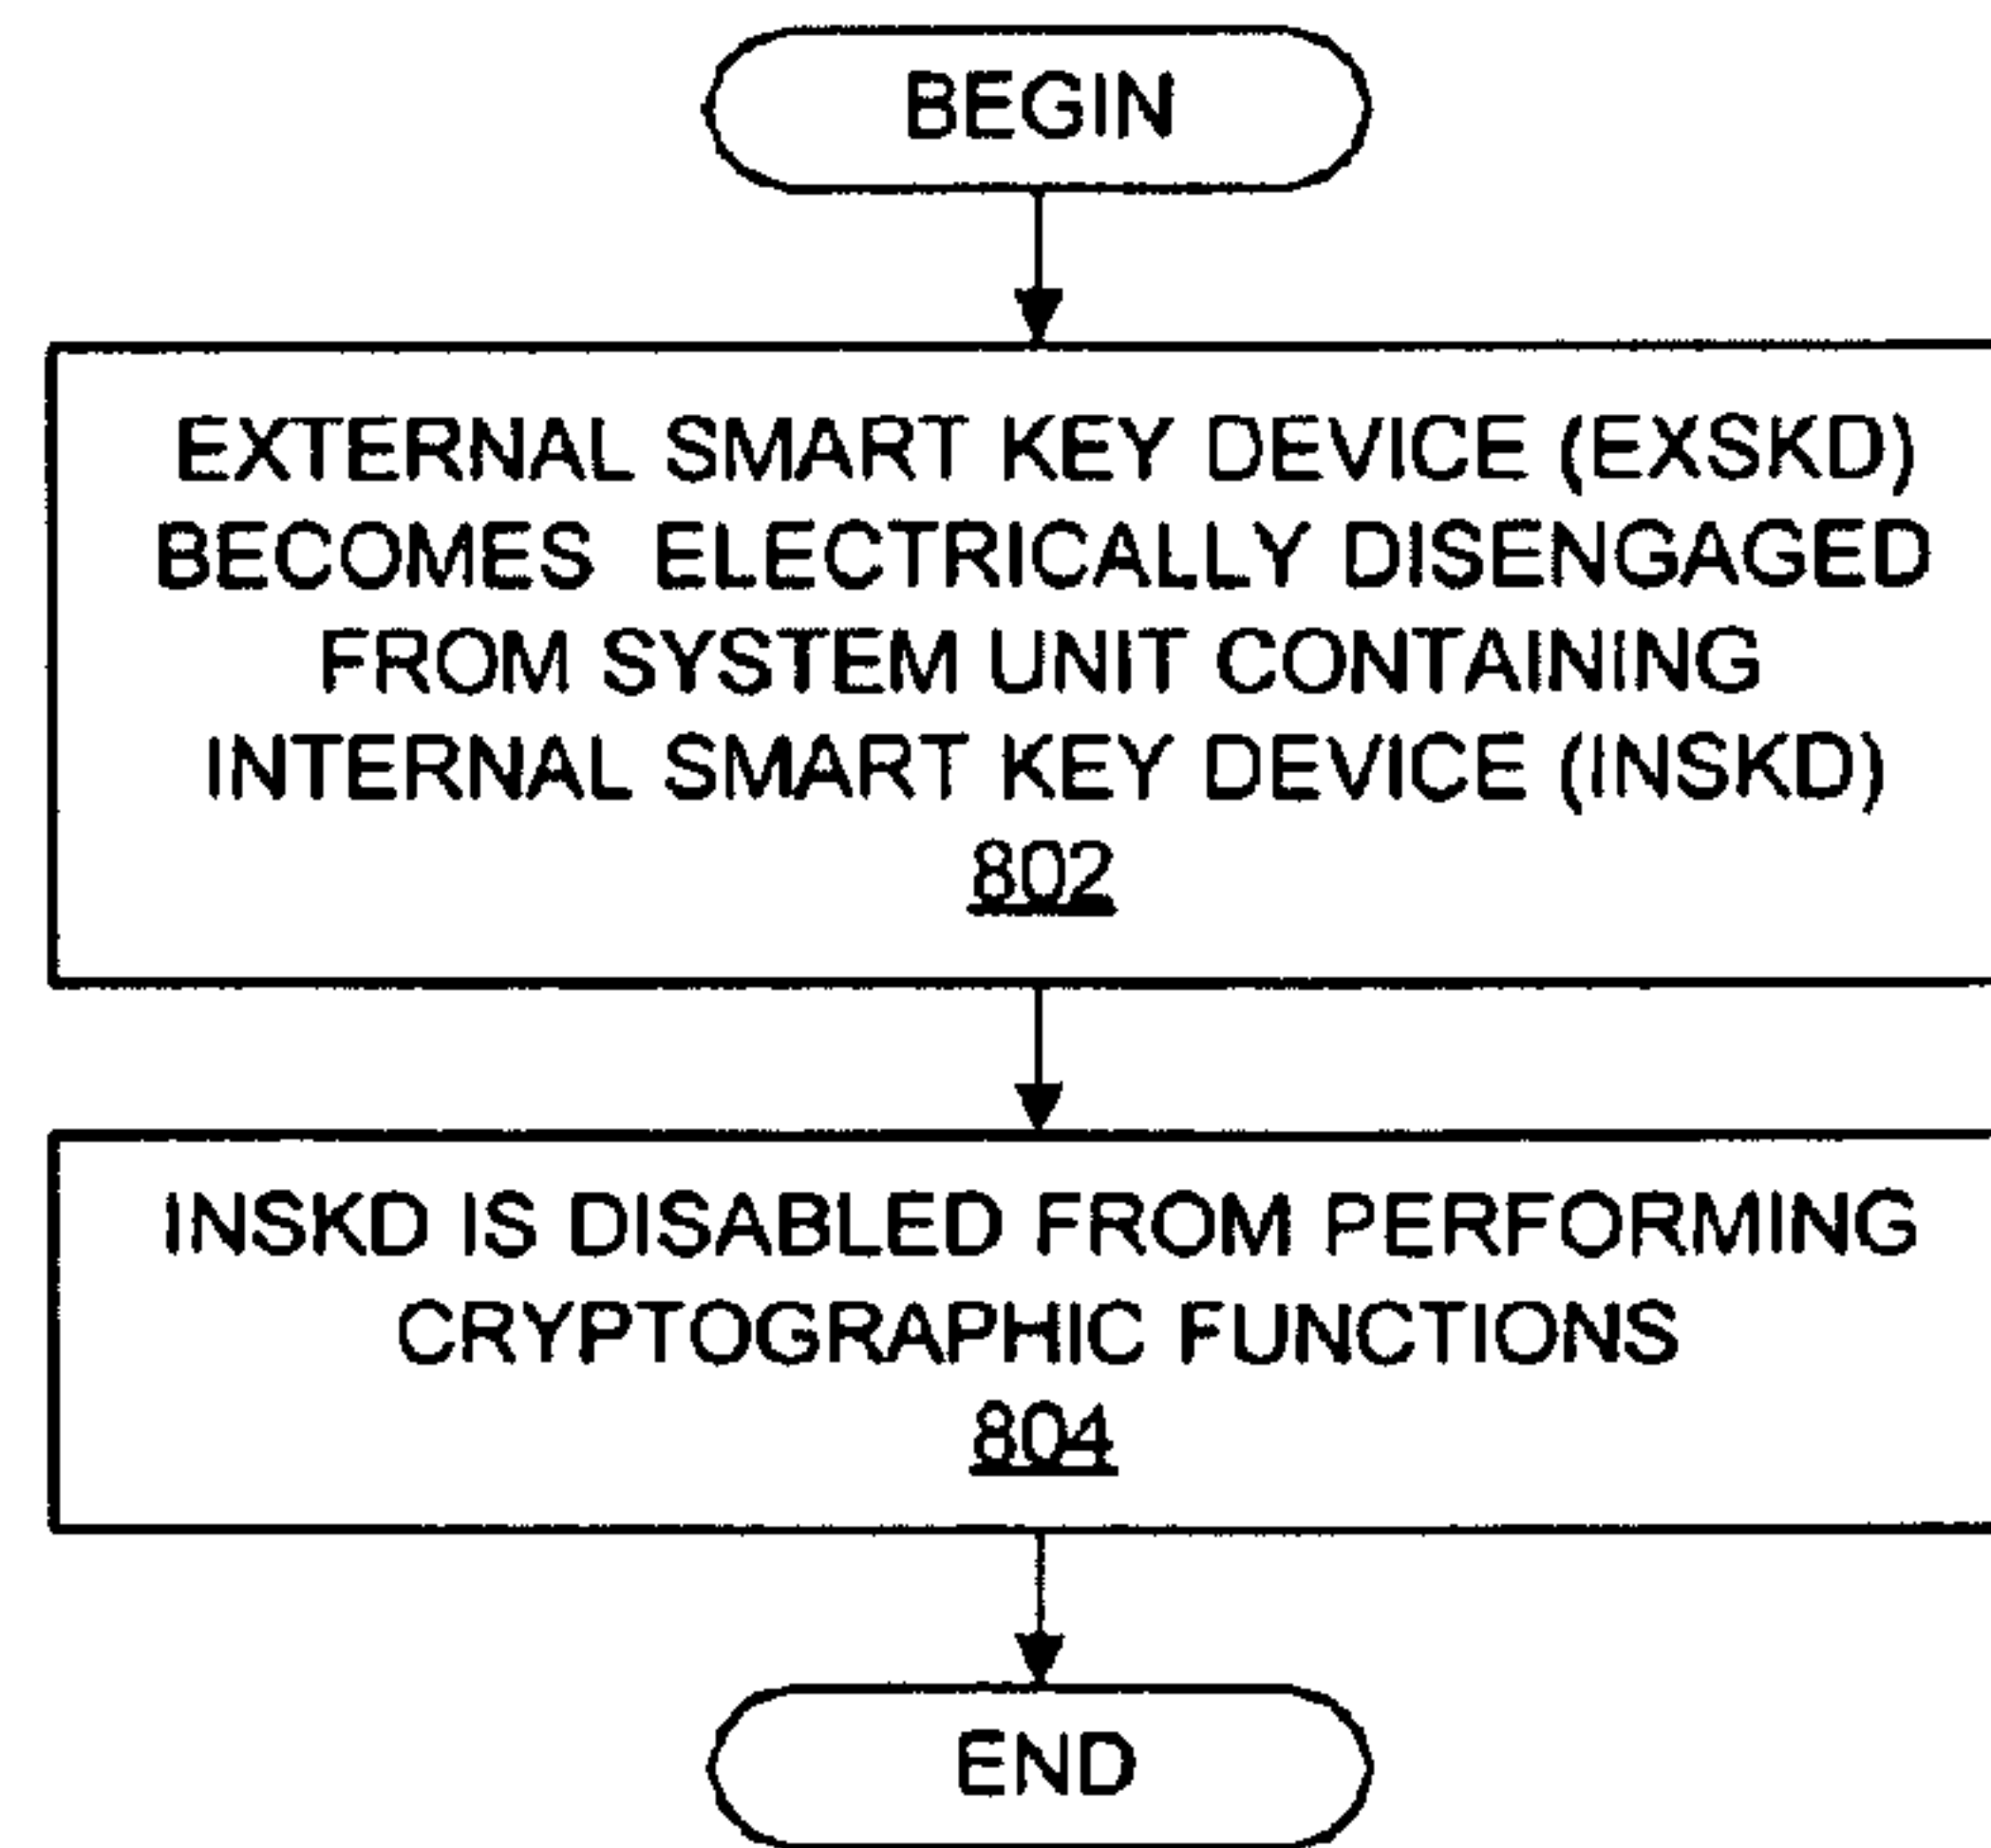 BEGIN
EXTERNAL SMART KEY DEVICE (EXSKD)
BECOMES ELECTRICALLY DISENGAGED
FROM SYSTEM UNIT CONTAINING
INTERNAL SMART KEY DEVICE (INSKD)
802
INSKD IS DISABLED FROM PERFORMING
CRYPTOGRAPHIC FUNCTIONS
804
END